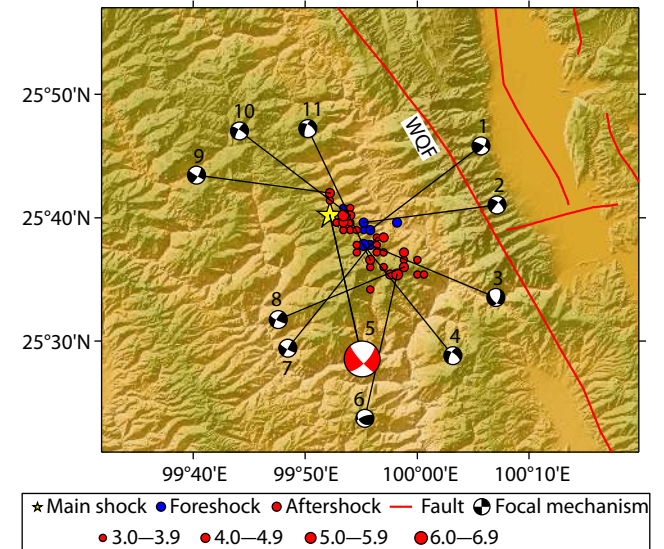 25°50'N
25°40'N
25°30'N
10
11
9
WQF
1
2
3
8
7
5
4
6
99°40'E
99°50'E
100°00'E
100°10'E
Main shock Foreshock Aftershock Fault Focal mechanism
3.0—3.9 4.0—4.9 5.0—5.9 6.0—6.9